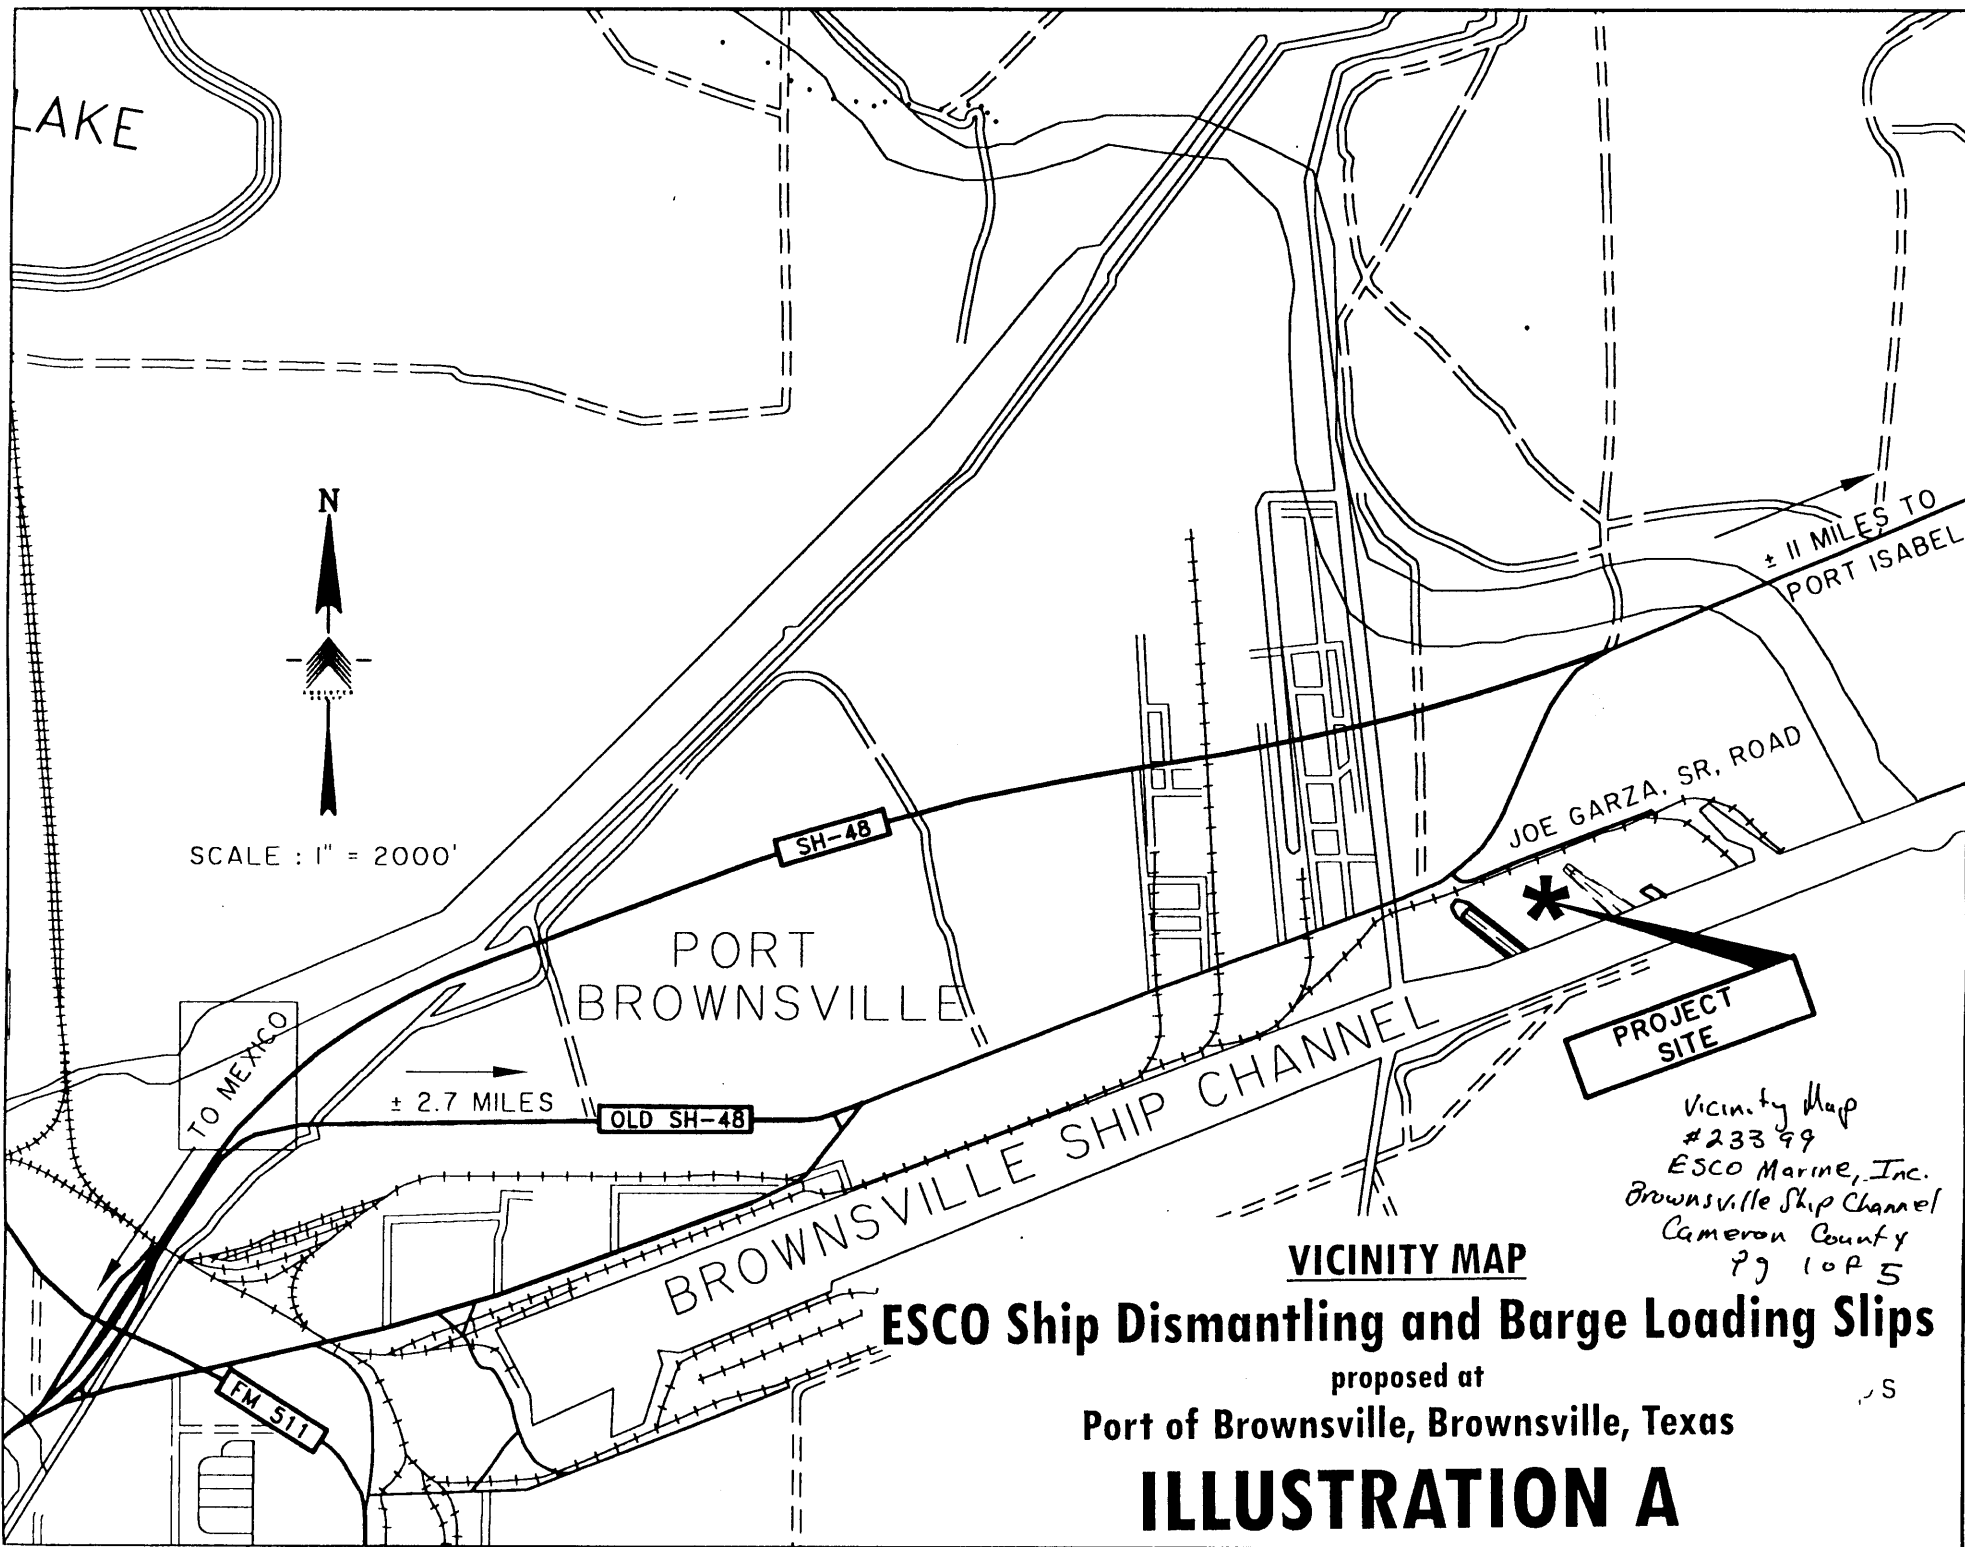 LAKE
N
SCALE : 1" = 2000'
± 11 MILES TO
PORT ISABEL
JOE GARZA, SR, ROAD
SH-48
PORT
BROWNSVILLE
TO MEXICO
± 2.7 MILES
OLD SH-48
BROWNSVILLE SHIP CHANNEL
PROJECT
SITE
FM 511
Vicinity Map
#23399
ESCO Marine, Inc.
Brownsville Ship Channel
Cameron County
Pg 1 of 5
VICINITY MAP
ESCO Ship Dismantling and Barge Loading Slips
proposed at
Port of Brownsville, Brownsville, Texas
ILLUSTRATION A
S